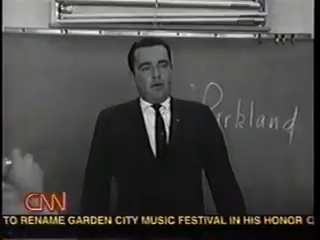 Parkland
CNN
TO RENAME GARDEN CITY MUSIC FESTIVAL IN HIS HONOR